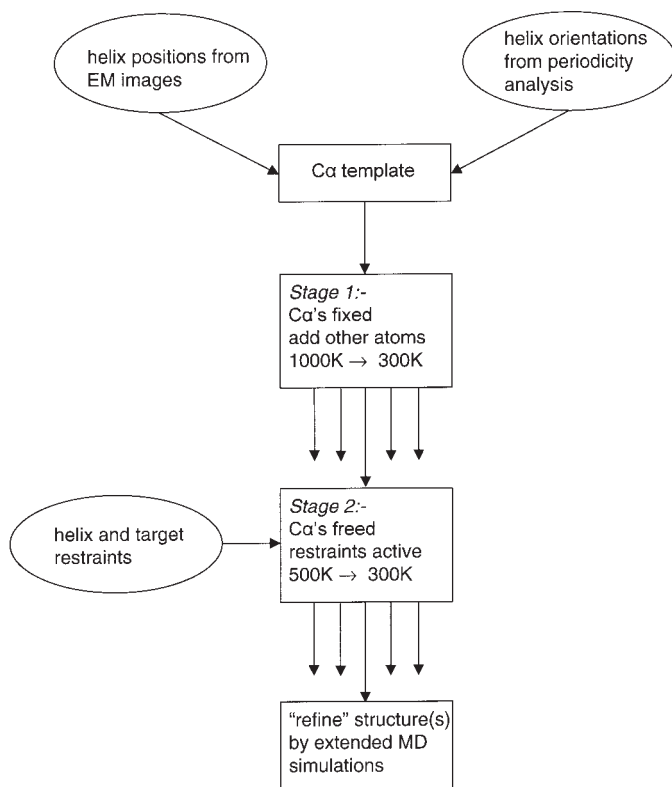 helix positions from
EM images
helix orientations
from periodicity
analysis
Cα template
Stage 1:-
Cα's fixed
add other atoms
1000K → 300K
Stage 2:-
Cα's freed
restraints active
500K → 300K
helix and target
restraints
“refine” structure(s)
by extended MD
simulations